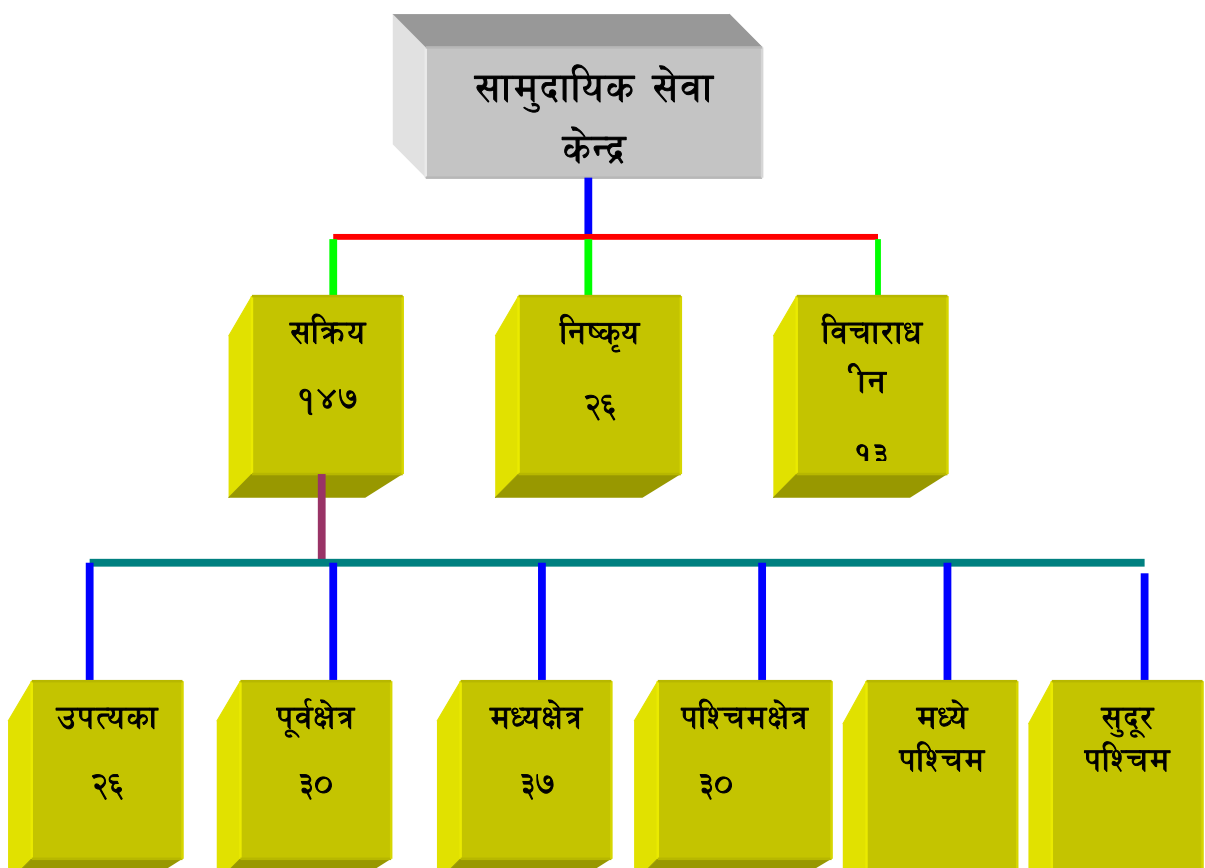 सामुदायिक सेवा
केन्द्र
सक्रिय
१४७
निष्कृय
२६
विचाराध
ीन
१३
उपत्यका
२६
पूर्वक्षेत्र
३०
मध्यक्षेत्र
३७
पश्चिमक्षेत्र
३०
मध्ये
पश्चिम
सुदूर
पश्चिम